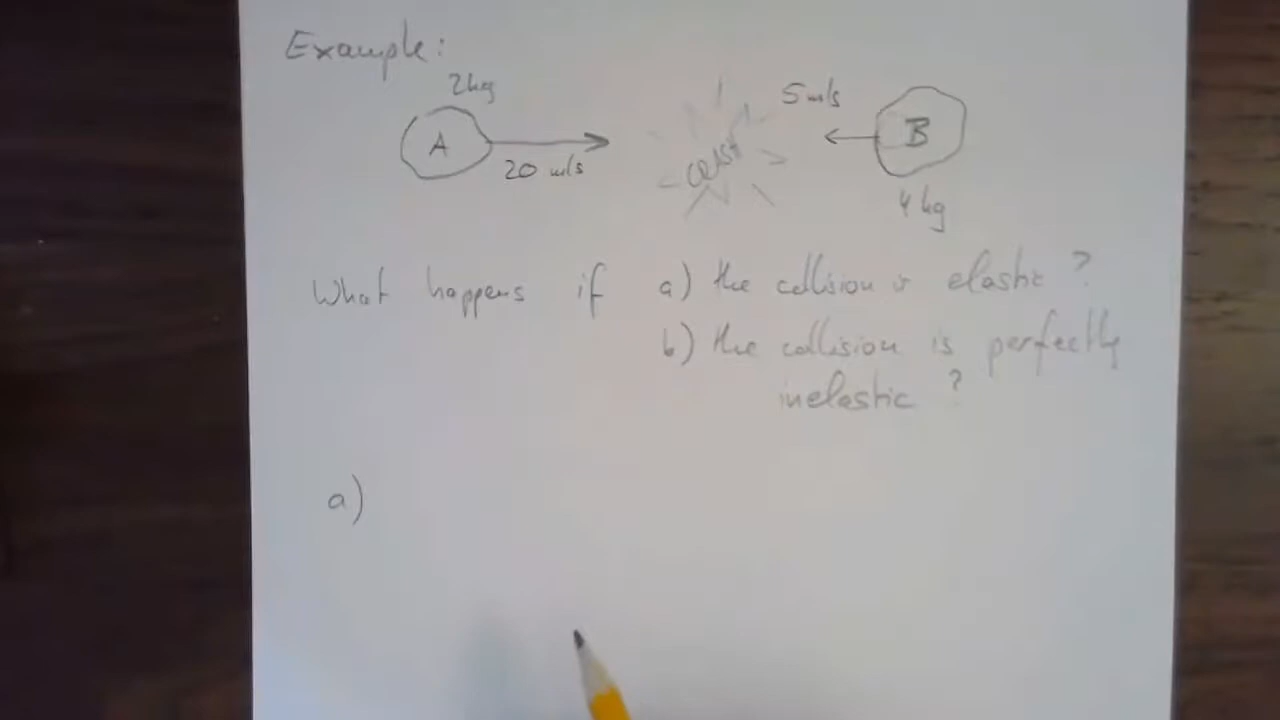 Example:
2kg
A
20 m/s
5 m/s
B
4 kg
What happens if a) the collision is elastic?
b) the collision is perfectly
inelastic?
a)